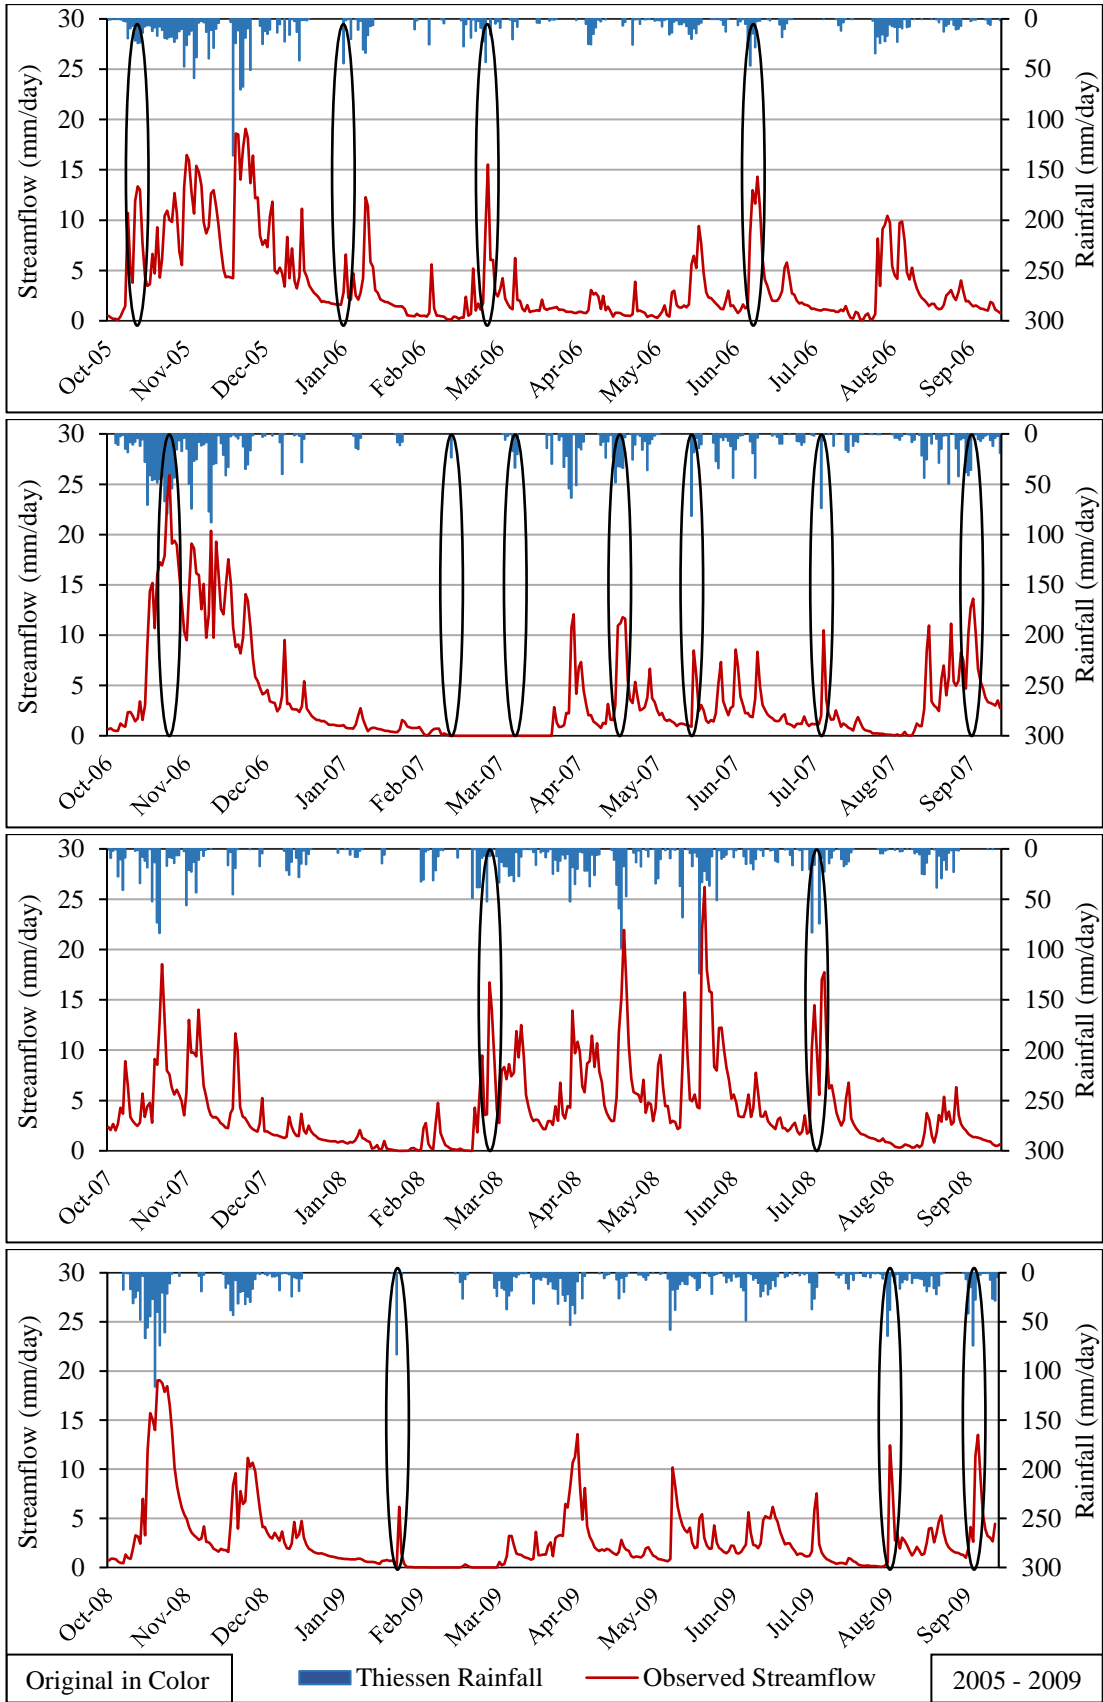 Streamflow (mm/day)
30
25
20
15
10
5
0
0
50
100
150
200
250
300
Rainfall (mm/day)
Oct-05
Nov-05
Dec-05
Jan-06
Feb-06
Mar-06
Apr-06
May-06
Jun-06
Jul-06
Aug-06
Sep-06
Streamflow (mm/day)
30
25
20
15
10
5
0
0
50
100
150
200
250
300
Rainfall (mm/day)
Oct-06
Nov-06
Dec-06
Jan-07
Feb-07
Mar-07
Apr-07
May-07
Jun-07
Jul-07
Aug-07
Sep-07
Streamflow (mm/day)
30
25
20
15
10
5
0
0
50
100
150
200
250
300
Rainfall (mm/day)
Oct-07
Nov-07
Dec-07
Jan-08
Feb-08
Mar-08
Apr-08
May-08
Jun-08
Jul-08
Aug-08
Sep-08
Streamflow (mm/day)
30
25
20
15
10
5
0
0
50
100
150
200
250
300
Rainfall (mm/day)
Oct-08
Nov-08
Dec-08
Jan-09
Feb-09
Mar-09
Apr-09
May-09
Jun-09
Jul-09
Aug-09
Sep-09
Original in Color
Thiessen Rainfall
Observed Streamflow
2005 - 2009